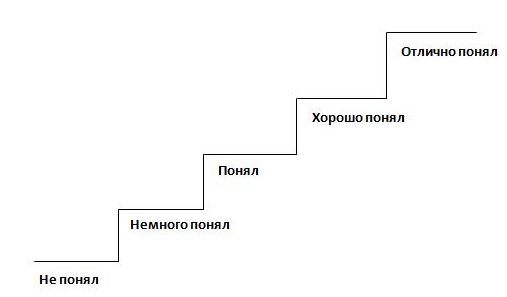 Отлично понял
Хорошо понял
Понял
Немного понял
Не понял